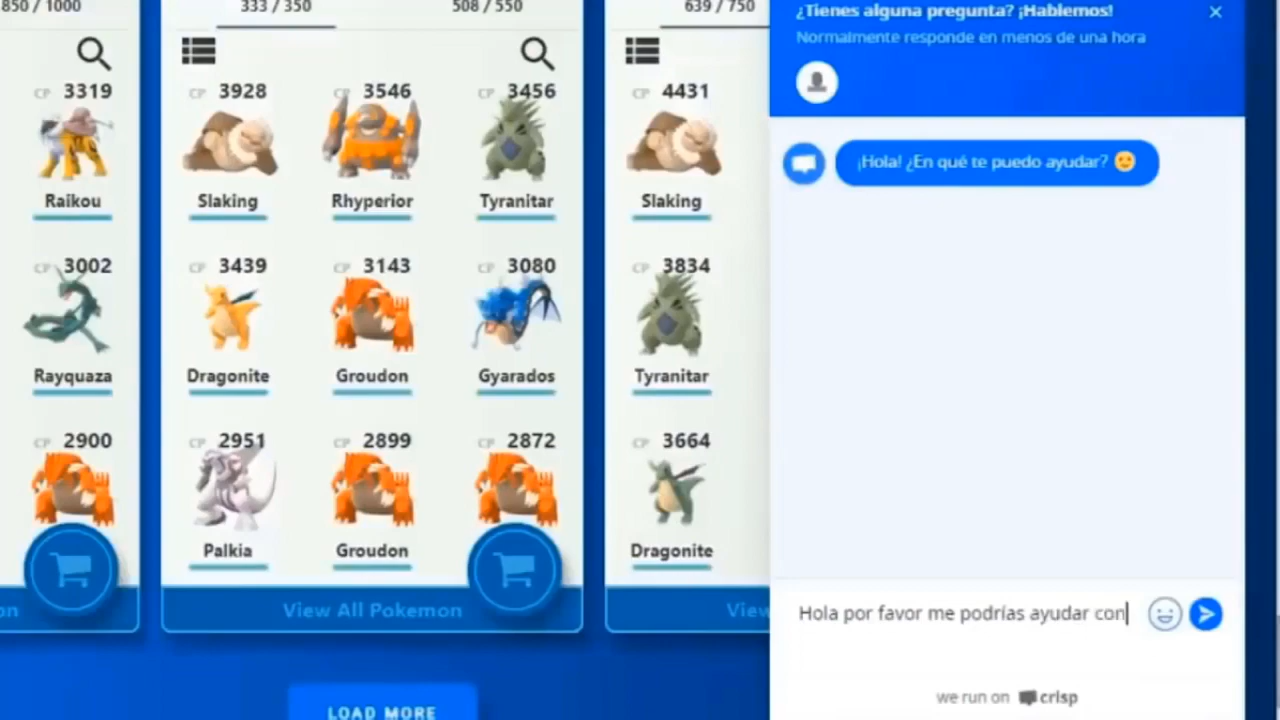 850 / 1000
333 / 350
508 / 550
639 / 750
¿Tienes alguna pregunta? ¡Hablemos!
Normalmente responde en menos de una hora
CP 3319
CP 3928
CP 3546
CP 3456
CP 4431
¡Hola! ¿En qué te puedo ayudar?
Raikou
Slaking
Rhyperior
Tyranitar
Slaking
CP 3002
CP 3439
CP 3143
CP 3080
CP 3834
Rayquaza
Dragonite
Groudon
Gyarados
Tyranitar
CP 2900
CP 2951
CP 2899
CP 2872
CP 3664
Palkia
Groudon
Dragonite
on
View All Pokemon
View
Hola por favor me podrías ayudar con
we run on crisp
LOAD MORE